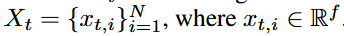 $X_t = \{x_{t,i}\}_{i=1}^{N}$, where $x_{t,i} \in \mathbb{R}^f$.